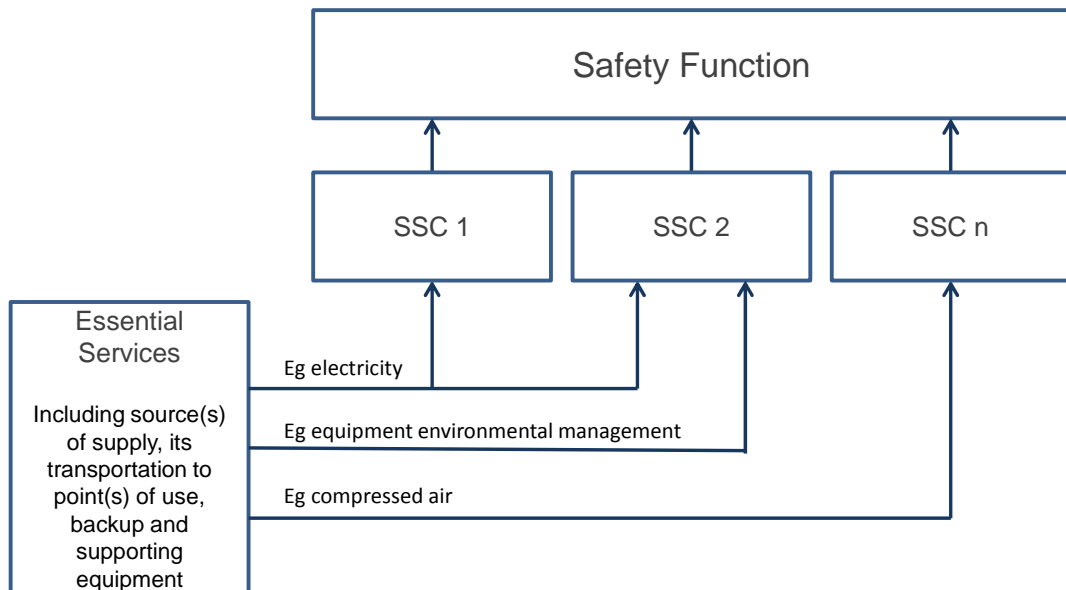 Safety Function
SSC 1
SSC 2
SSC n
Essential
Services
Including source(s)
of supply, its
transportation to
point(s) of use,
backup and
supporting
equipment
Eg electricity
Eg equipment environmental management
Eg compressed air